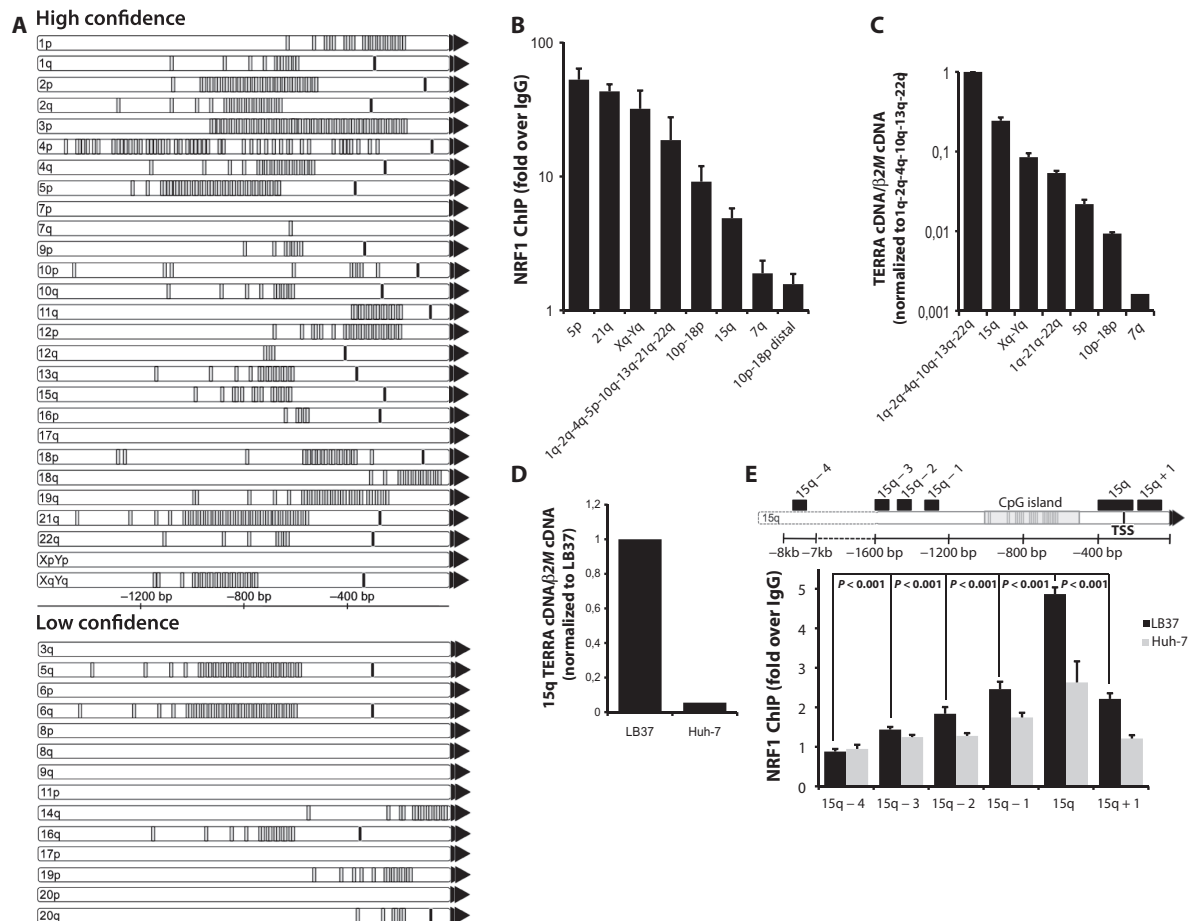 A
High confidence
1p
1q
2p
2q
3p
4p
4q
5p
7p
7q
9p
10p
10q
11q
12p
12q
13q
15q
16p
17q
18p
18q
19q
21q
22q
XpYp
XqYq
−1200 bp −800 bp −400 bp
Low confidence
3q
5q
6p
6q
8p
8q
9q
11p
14q
16q
17p
19p
20p
20q
B
NRF1 ChIP (fold over IgG)
100
10
1
5p
21q
Xq-Yq
1q-2q-4q-5p-10q-13q-21q-22q
10p-18p
15q
7q
10p-18p distal
C
TERRA cDNA/β2M cDNA
(normalized to1q-2q-4q-10q-13q-22q)
1
0,1
0,01
0,001
1q-2q-4q-10q-13q-22q
15q
Xq-Yq
1q-21q-22q
5p
10p-18p
7q
D
15q TERRA cDNA/β2M cDNA
(normalized to LB37)
1,2
1
0,8
0,6
0,4
0,2
0
LB37 Huh-7
E
15q − 4 15q − 3 15q − 2 15q − 1 15q 15q + 1
CpG island
15q
TSS
−8kb −7kb −1600 bp −1200 bp −800 bp −400 bp
P < 0.001 P < 0.001 P < 0.001 P < 0.001 P < 0.001
NRF1 ChIP (fold over IgG)
5
4
3
2
1
0
LB37
Huh-7
15q − 4 15q − 3 15q − 2 15q − 1 15q 15q + 1